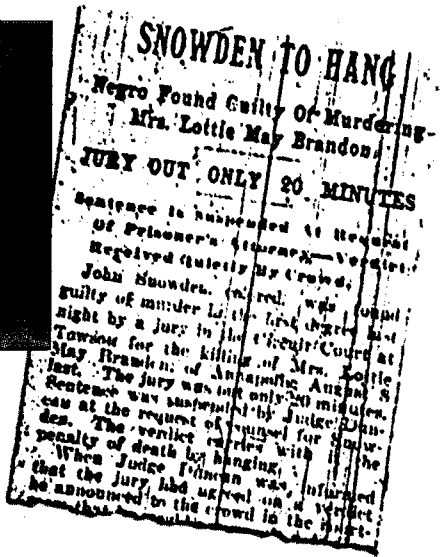 SNOWDEN TO HANG
Negro Found Guilty Of Murdering
Mrs. Lottie May Brandon.
JURY OUT ONLY 20 MINUTES
Sentence Is Suspended At Request
Of Prisoner's Attorney—Verdict
Received Quietly By Crowd.
John Snowden, colored, was found
guilty of murder in the first degree last
night by a jury in the Circuit Court at
Towson for the killing of Mrs. Lottie
May Brandon, of Annapolis, August 8
last. The jury was out only 20 minutes.
Sentence was suspended by Judge Dun-
can at the request of counsel for Snow-
den. The verdict carries with it the
penalty of death by hanging.
When Judge Duncan was informed
that the jury had agreed on a verdict
he announced to the crowd in the court-
that